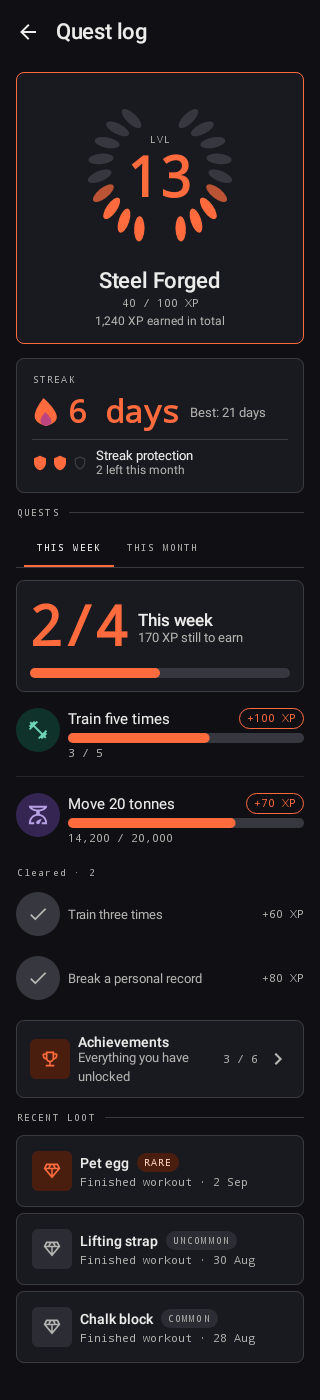 Quest log
LVL
13
Steel Forged
40 / 100 XP
1,240 XP earned in total
STREAK
6 days Best: 21 days
Streak protection
2 left this month
QUESTS
THIS WEEK THIS MONTH
2/4 This week
170 XP still to earn
Train five times +100 XP
3 / 5
Move 20 tonnes +70 XP
14,200 / 20,000
Cleared · 2
Train three times +60 XP
Break a personal record +80 XP
Achievements
Everything you have
unlocked
3 / 6
RECENT LOOT
Pet egg RARE
Finished workout · 2 Sep
Lifting strap UNCOMMON
Finished workout · 30 Aug
Chalk block COMMON
Finished workout · 28 Aug